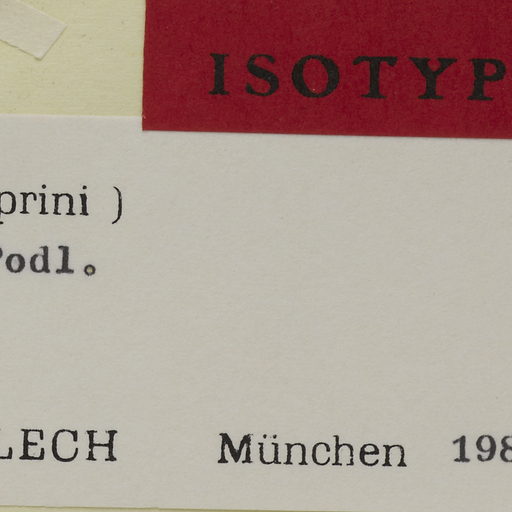 ISOTYP
prini )
Podl.
LECH München 198